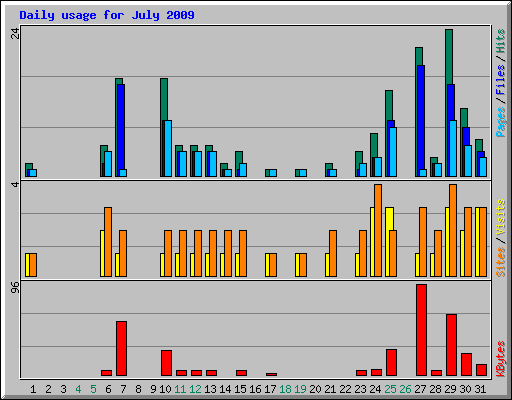 Daily usage for July 2009
24
Pages / Files / Hits
4
Sites / Visits
96
KBytes
1 2 3 4 5 6 7 8 9 10 11 12 13 14 15 16 17 18 19 20 21 22 23 24 25 26 27 28 29 30 31